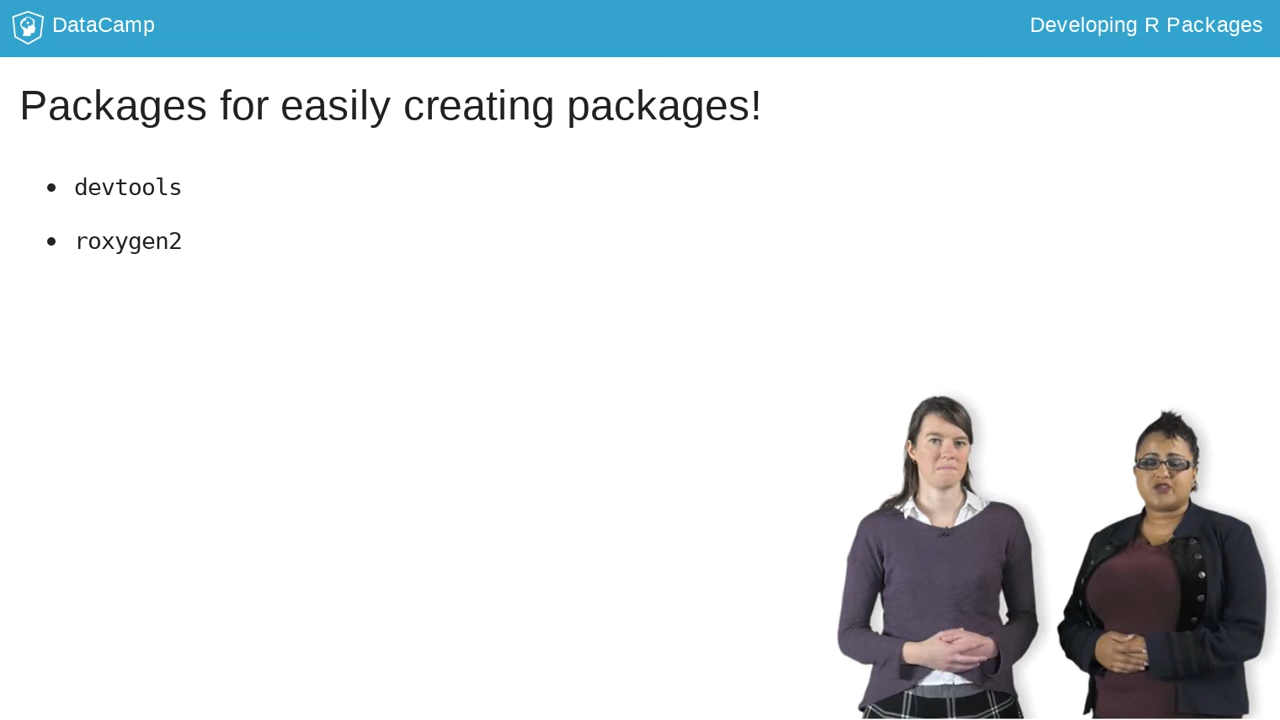 DataCamp
Developing R Packages
Packages for easily creating packages!
devtools
roxygen2